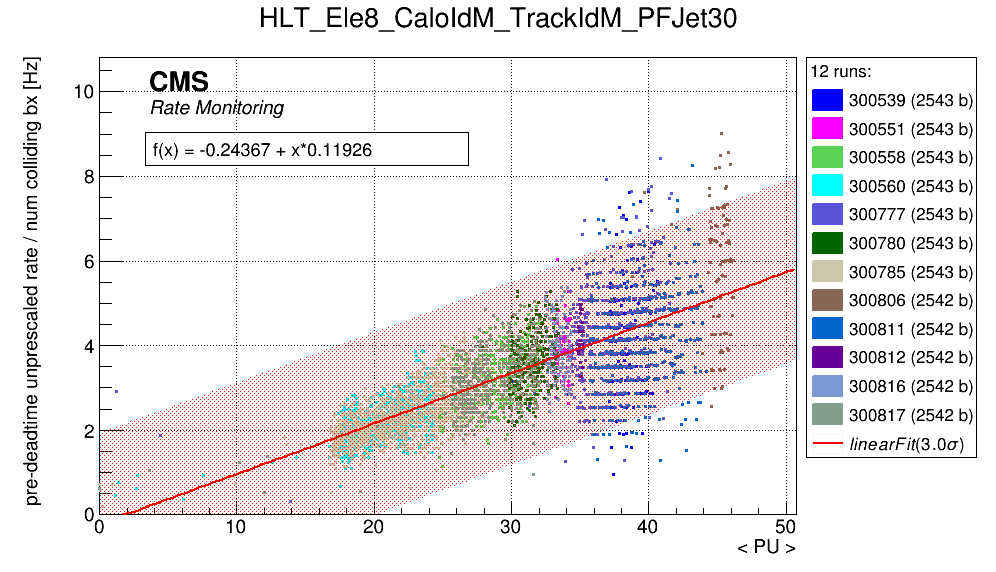 HLT_Ele8_CaloIdM_TrackIdM_PFJet30
pre-deadtime unprescaled rate / num colliding bx [Hz]
CMS
Rate Monitoring
f(x) = -0.24367 + x*0.11926
10
8
6
4
2
0
0 10 20 30 40 50
< PU >
12 runs:
300539 (2543 b)
300551 (2543 b)
300558 (2543 b)
300560 (2543 b)
300777 (2543 b)
300780 (2543 b)
300785 (2543 b)
300806 (2542 b)
300811 (2542 b)
300812 (2542 b)
300816 (2542 b)
300817 (2542 b)
linearFit(3.0σ)